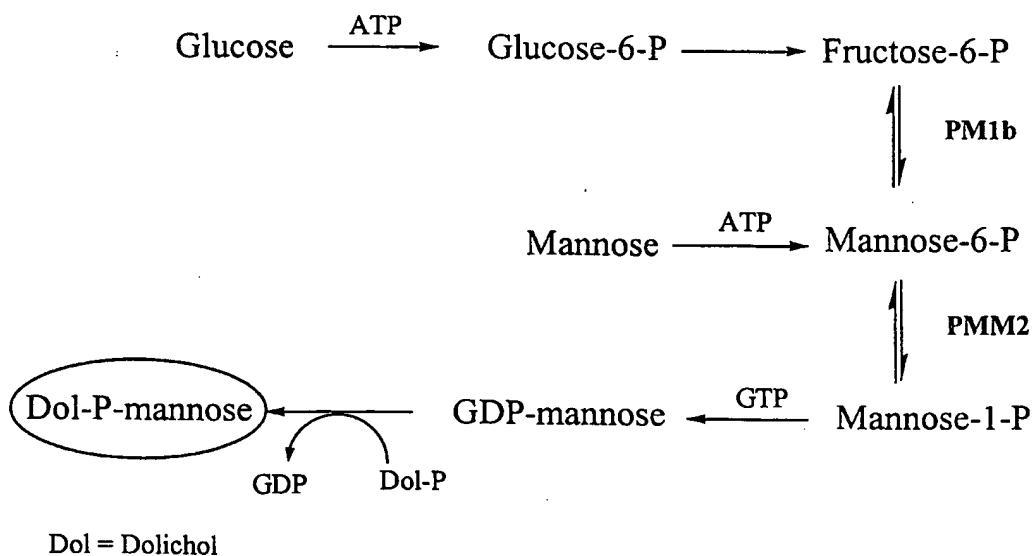 ATP
Glucose Glucose-6-P Fructose-6-P
PM1b
ATP
Mannose Mannose-6-P
PMM2
GTP
Dol-P-mannose GDP-mannose Mannose-1-P
GDP Dol-P
Dol = Dolichol